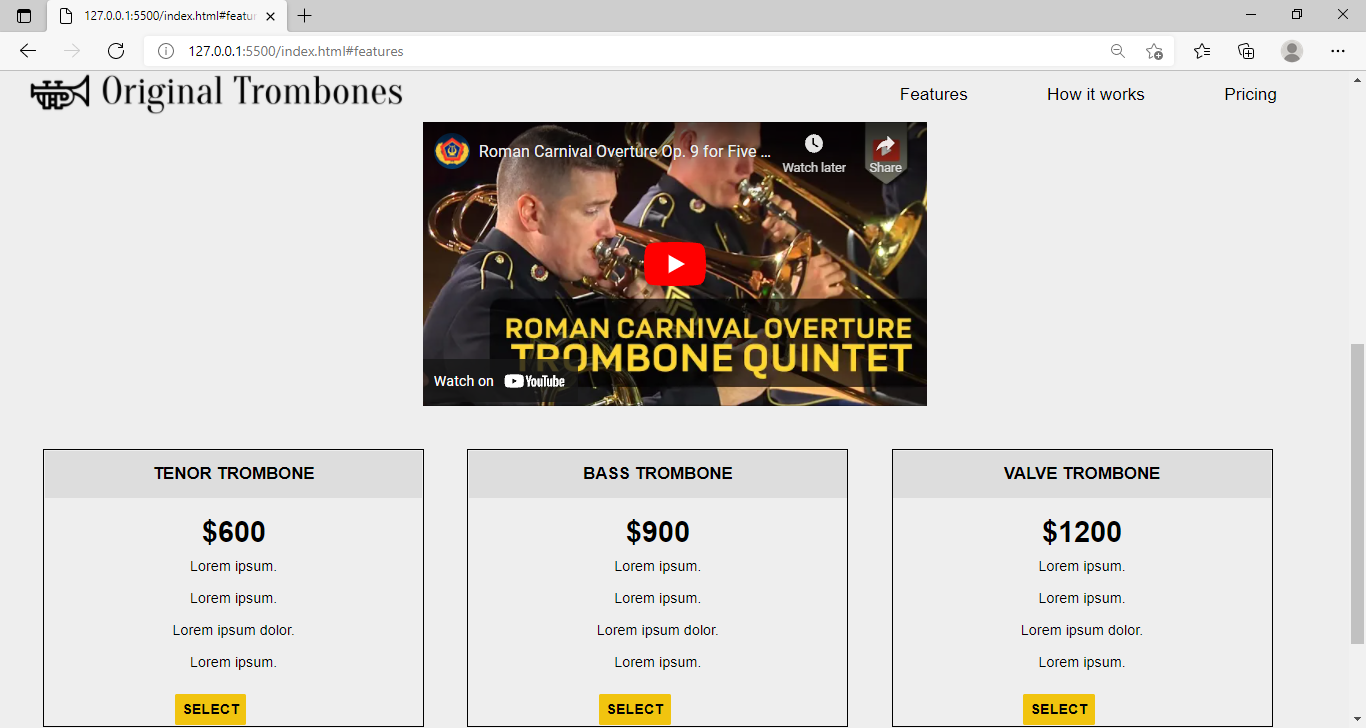 127.0.0.1:5500/index.html#featur
127.0.0.1:5500/index.html#features
Original Trombones
Features
How it works
Pricing
Roman Carnival Overture Op. 9 for Five ...
Watch later
Share
ROMAN CARNIVAL OVERTURE
TROMBONE QUINTET
Watch on YouTube
TENOR TROMBONE
$600
Lorem ipsum.
Lorem ipsum.
Lorem ipsum dolor.
Lorem ipsum.
SELECT
BASS TROMBONE
$900
Lorem ipsum.
Lorem ipsum.
Lorem ipsum dolor.
Lorem ipsum.
SELECT
VALVE TROMBONE
$1200
Lorem ipsum.
Lorem ipsum.
Lorem ipsum dolor.
Lorem ipsum.
SELECT